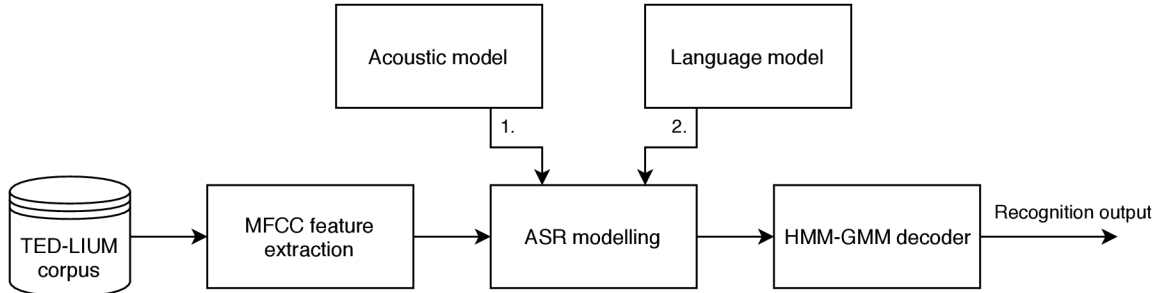 Acoustic model
Language model
1.
2.
TED-LIUM
corpus
MFCC feature
extraction
ASR modelling
HMM-GMM decoder
Recognition output